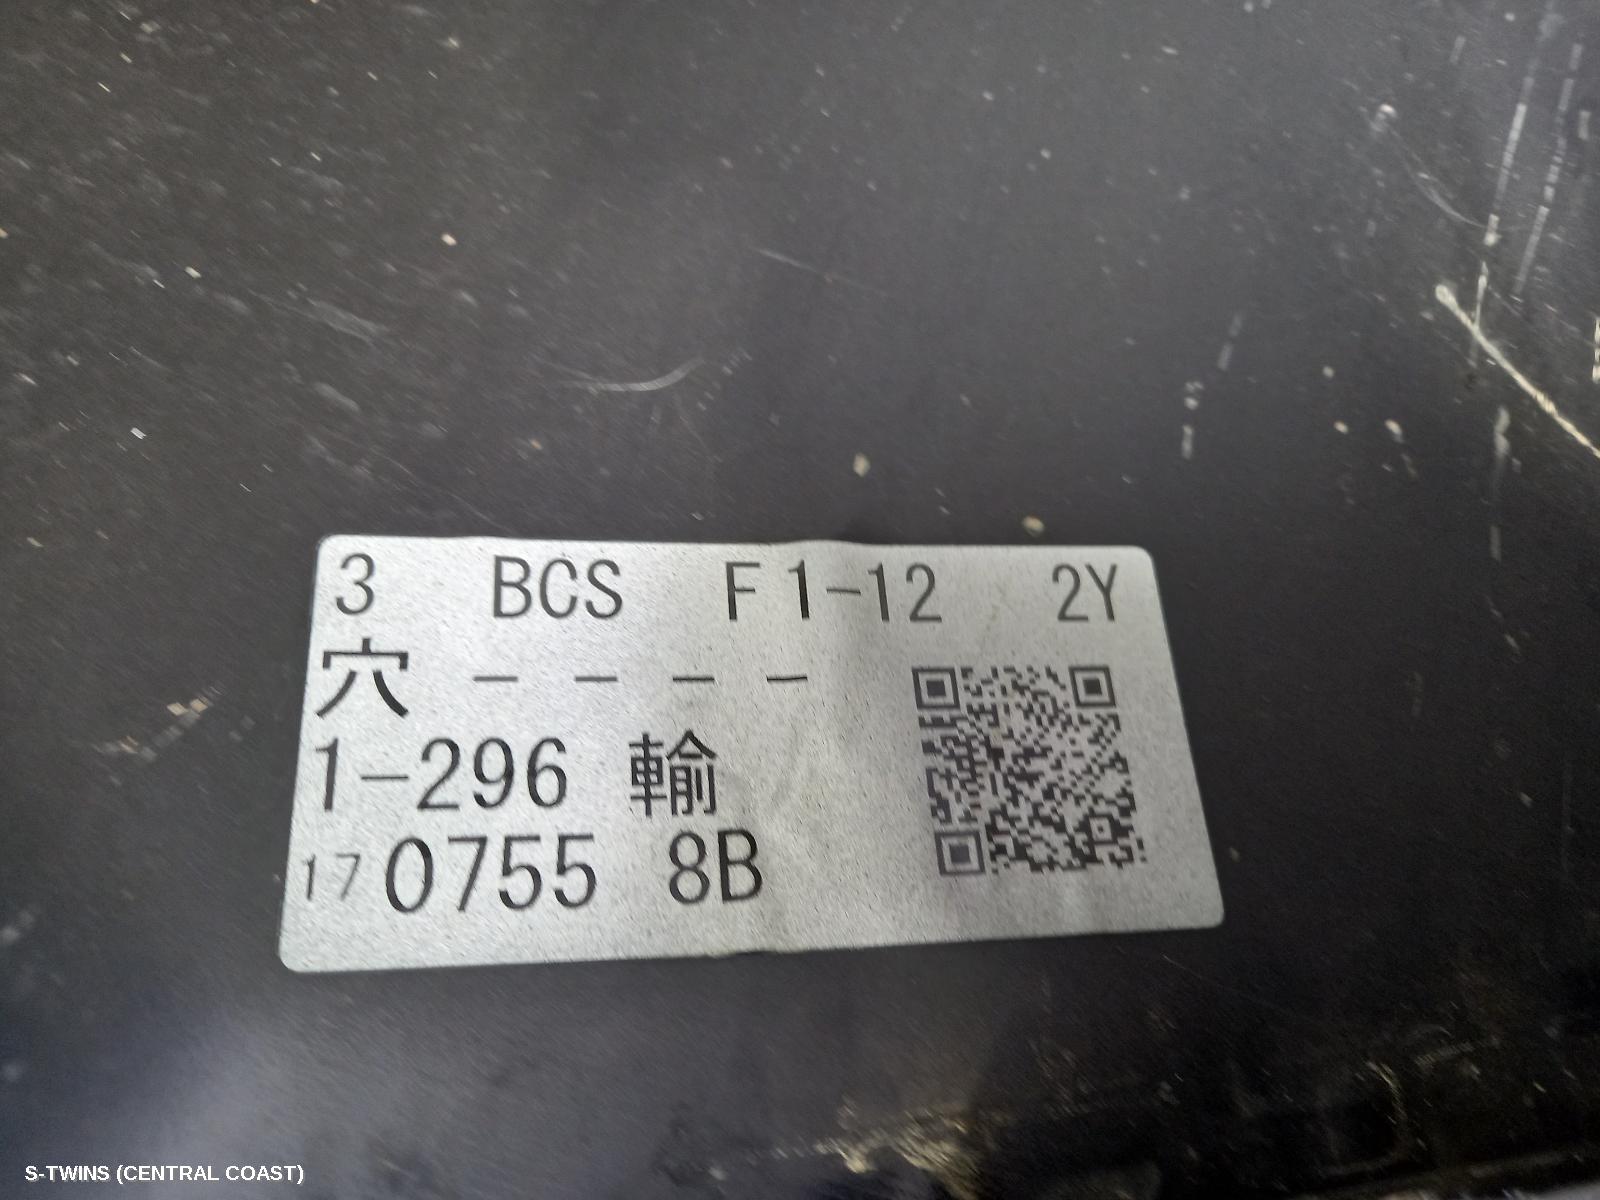 3 BCS F1-12 2Y
穴 - - - -
1-296 輸
17 0755 8B
S-TWINS (CENTRAL COAST)